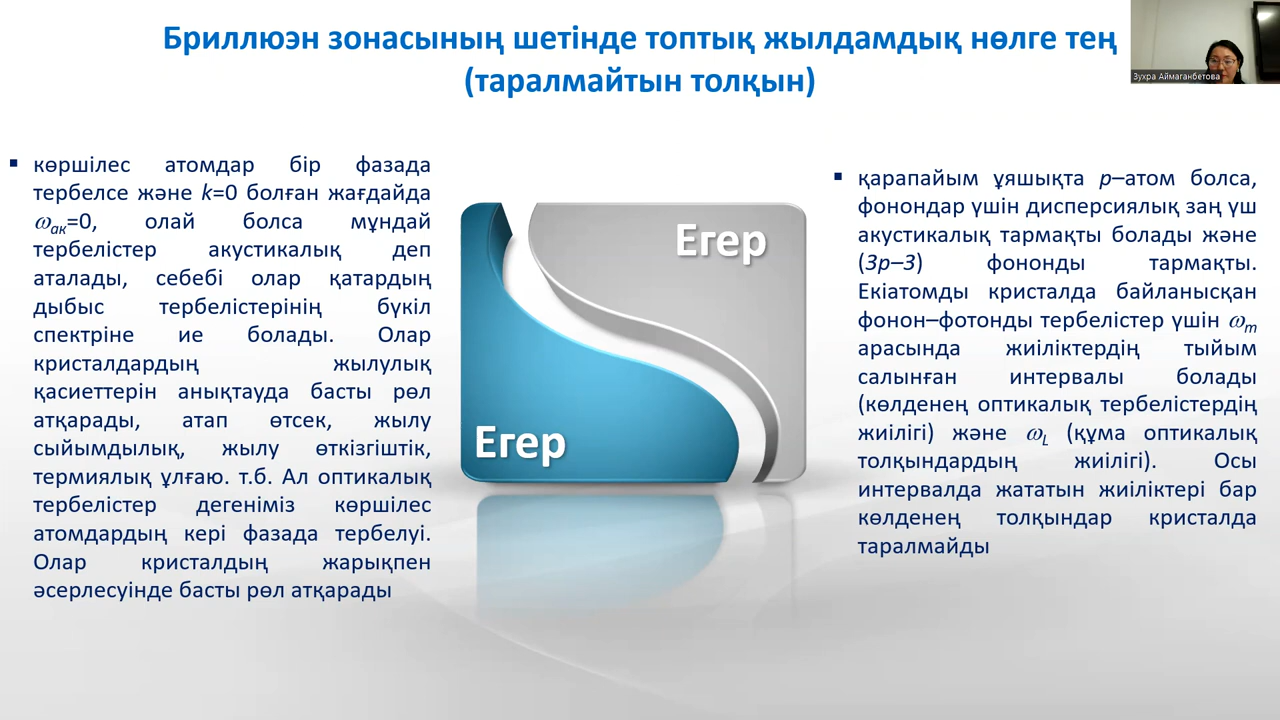 Бриллюэн зонасының шетінде топтық жылдамдық нөлге тең
(таралмайтын толқын)
Зухра Аймаганбетова
▪ көршілес атомдар бір фазада
тербелсе және k=0 болған жағдайда
ωак=0, олай болса мұндай
тербелістер акустикалық деп
аталады, себебі олар қатардың
дыбыс тербелістерінің бүкіл
спектріне ие болады. Олар
кристалдардың жылулық
қасиеттерін анықтауда басты рөл
атқарады, атап өтсек, жылу
сыйымдылық, жылу өткізгіштік,
термиялық ұлғаю. т.б. Ал оптикалық
тербелістер дегеніміз көршілес
атомдардың кері фазада тербелуі.
Олар кристалдың жарықпен
әсерлесуінде басты рөл атқарады
Егер
Егер
▪ қарапайым ұяшықта р–атом болса,
фонондар үшін дисперсиялық заң үш
акустикалық тармақты болады және
(3р–3) фононды тармақты.
Екіатомды кристалда байланысқан
фонон–фотонды тербелістер үшін ωm
арасында жиіліктердің тыйым
салынған интервалы болады
(көлденең оптикалық тербелістердің
жиілігі) және ωL (құма оптикалық
толқындардың жиілігі). Осы
интервалда жататын жиіліктері бар
көлденең толқындар кристалда
таралмайды